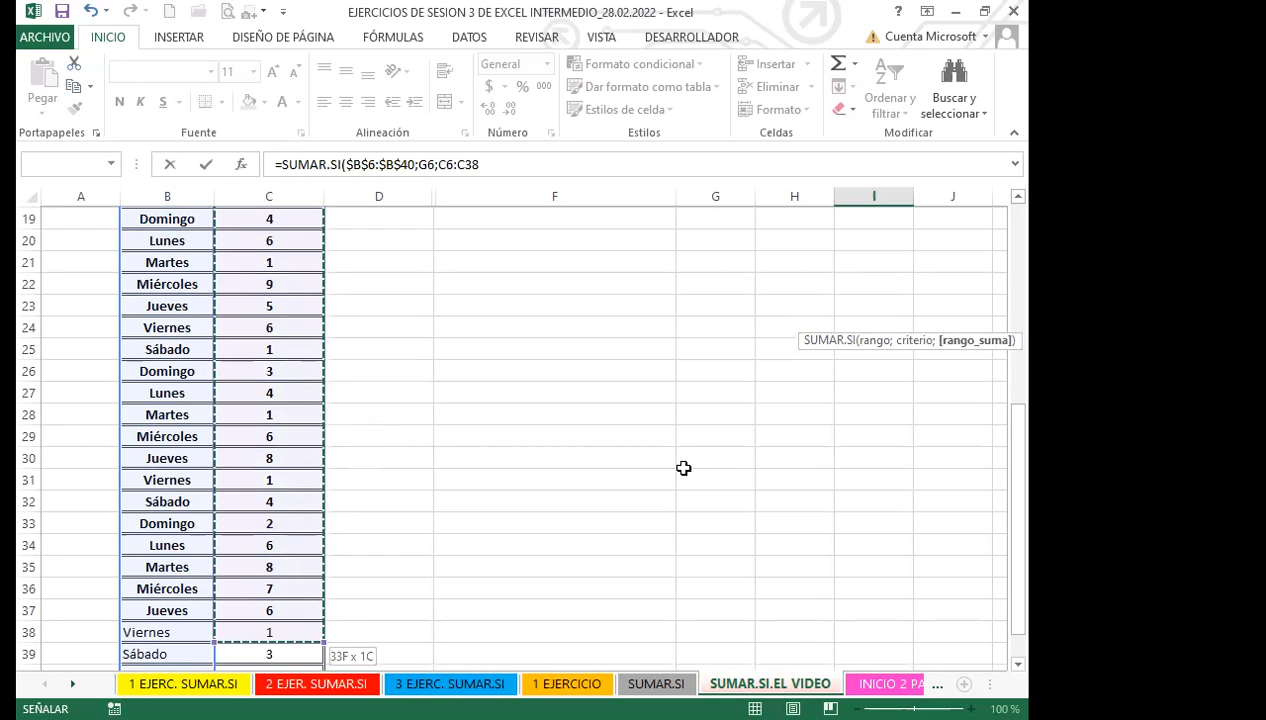 EJERCICIOS DE SESION 3 DE EXCEL INTERMEDIO_28.02.2022 - Excel
ARCHIVO INICIO INSERTAR DISEÑO DE PÁGINA FÓRMULAS DATOS REVISAR VISTA DESARROLLADOR Cuenta Microsoft
Pegar
11
N K S
General
$ % 000
Formato condicional
Dar formato como tabla
Estilos de celda
Insertar
Eliminar
Formato
Ordenar y
filtrar
Buscar y
seleccionar
Portapapeles Fuente Alineación Número Estilos Celdas Modificar
=SUMAR.SI($B$6:$B$40;G6;C6:C38
A B C D F G H I J
19 Domingo 4
20 Lunes 6
21 Martes 1
22 Miércoles 9
23 Jueves 5
24 Viernes 6
25 Sábado 1
SUMAR.SI(rango; criterio; [rango_suma])
26 Domingo 3
27 Lunes 4
28 Martes 1
29 Miércoles 6
30 Jueves 8
31 Viernes 1
32 Sábado 4
33 Domingo 2
34 Lunes 6
35 Martes 8
36 Miércoles 7
37 Jueves 6
38 Viernes 1
39 Sábado 3
33F x 1C
1 EJERC. SUMAR.SI 2 EJER. SUMAR.SI 3 EJERC. SUMAR.SI 1 EJERCICIO SUMAR.SI SUMAR.SI.EL VIDEO INICIO 2 PA ...
SEÑALAR 100 %